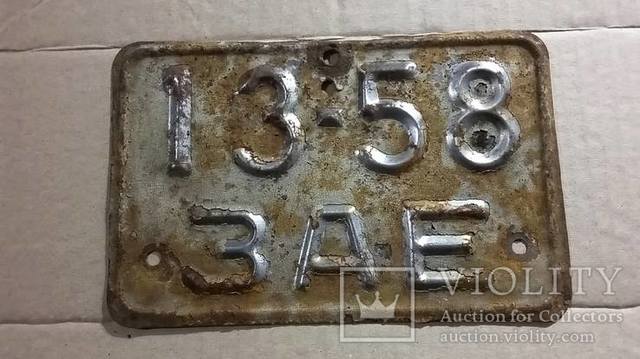 13-58
ЗАЕ
VIOLITY
Auction for Collectors
auction.violity.com